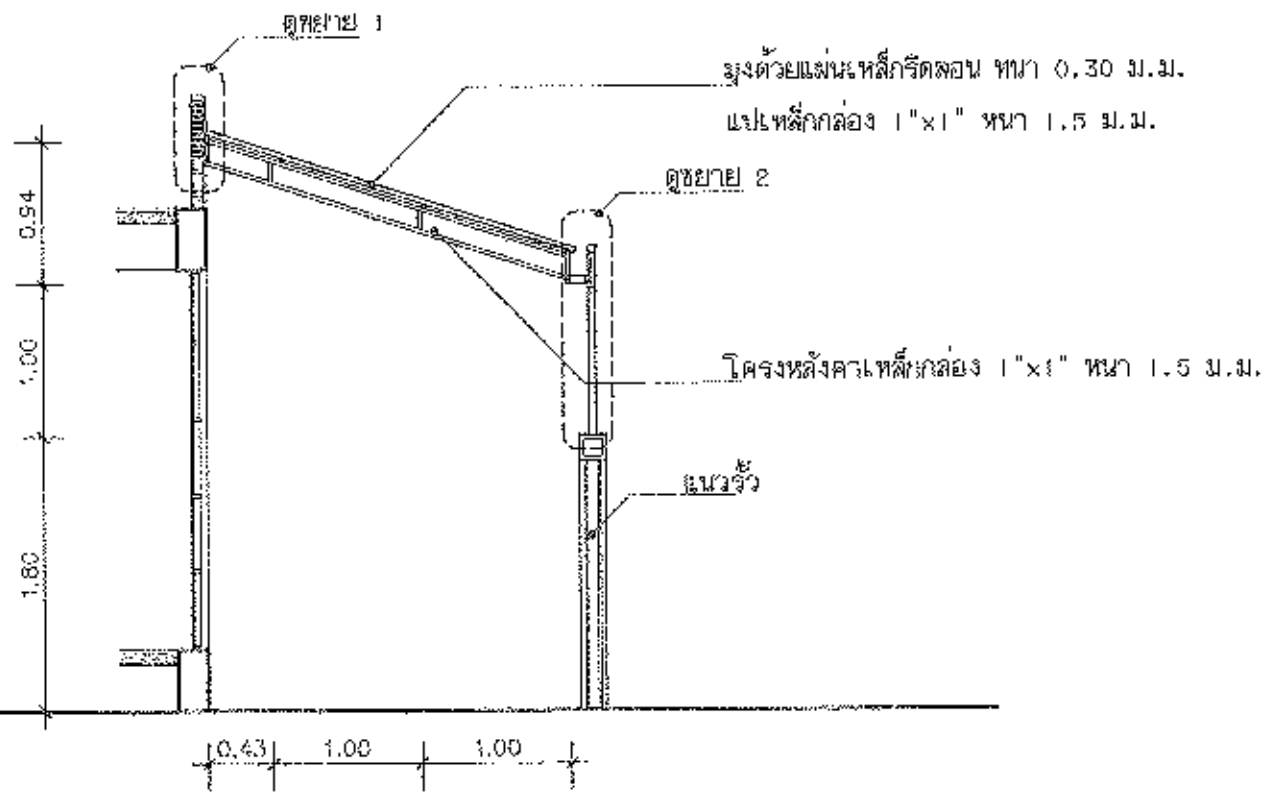 ดูขยาย 1
มุงด้วยแผ่นเหล็กรีดลอน หนา 0.30 ม.ม.
แปเหล็กกล่อง 1"x1" หนา 1.5 ม.ม.
ดูขยาย 2
0.94
1.00
โครงหลังคาเหล็กกล่อง 1"x1" หนา 1.5 ม.ม.
แนวรั้ว
1.80
0.43 1.00 1.00